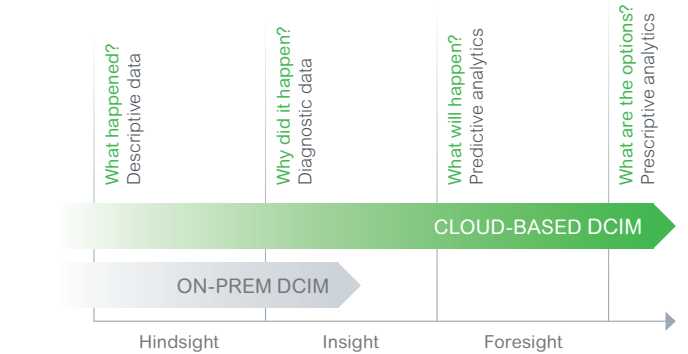 What happened?
Descriptive data
Why did it happen?
Diagnostic data
What will happen?
Predictive analytics
What are the options?
Prescriptive analytics
CLOUD-BASED DCIM
ON-PREM DCIM
Hindsight
Insight
Foresight